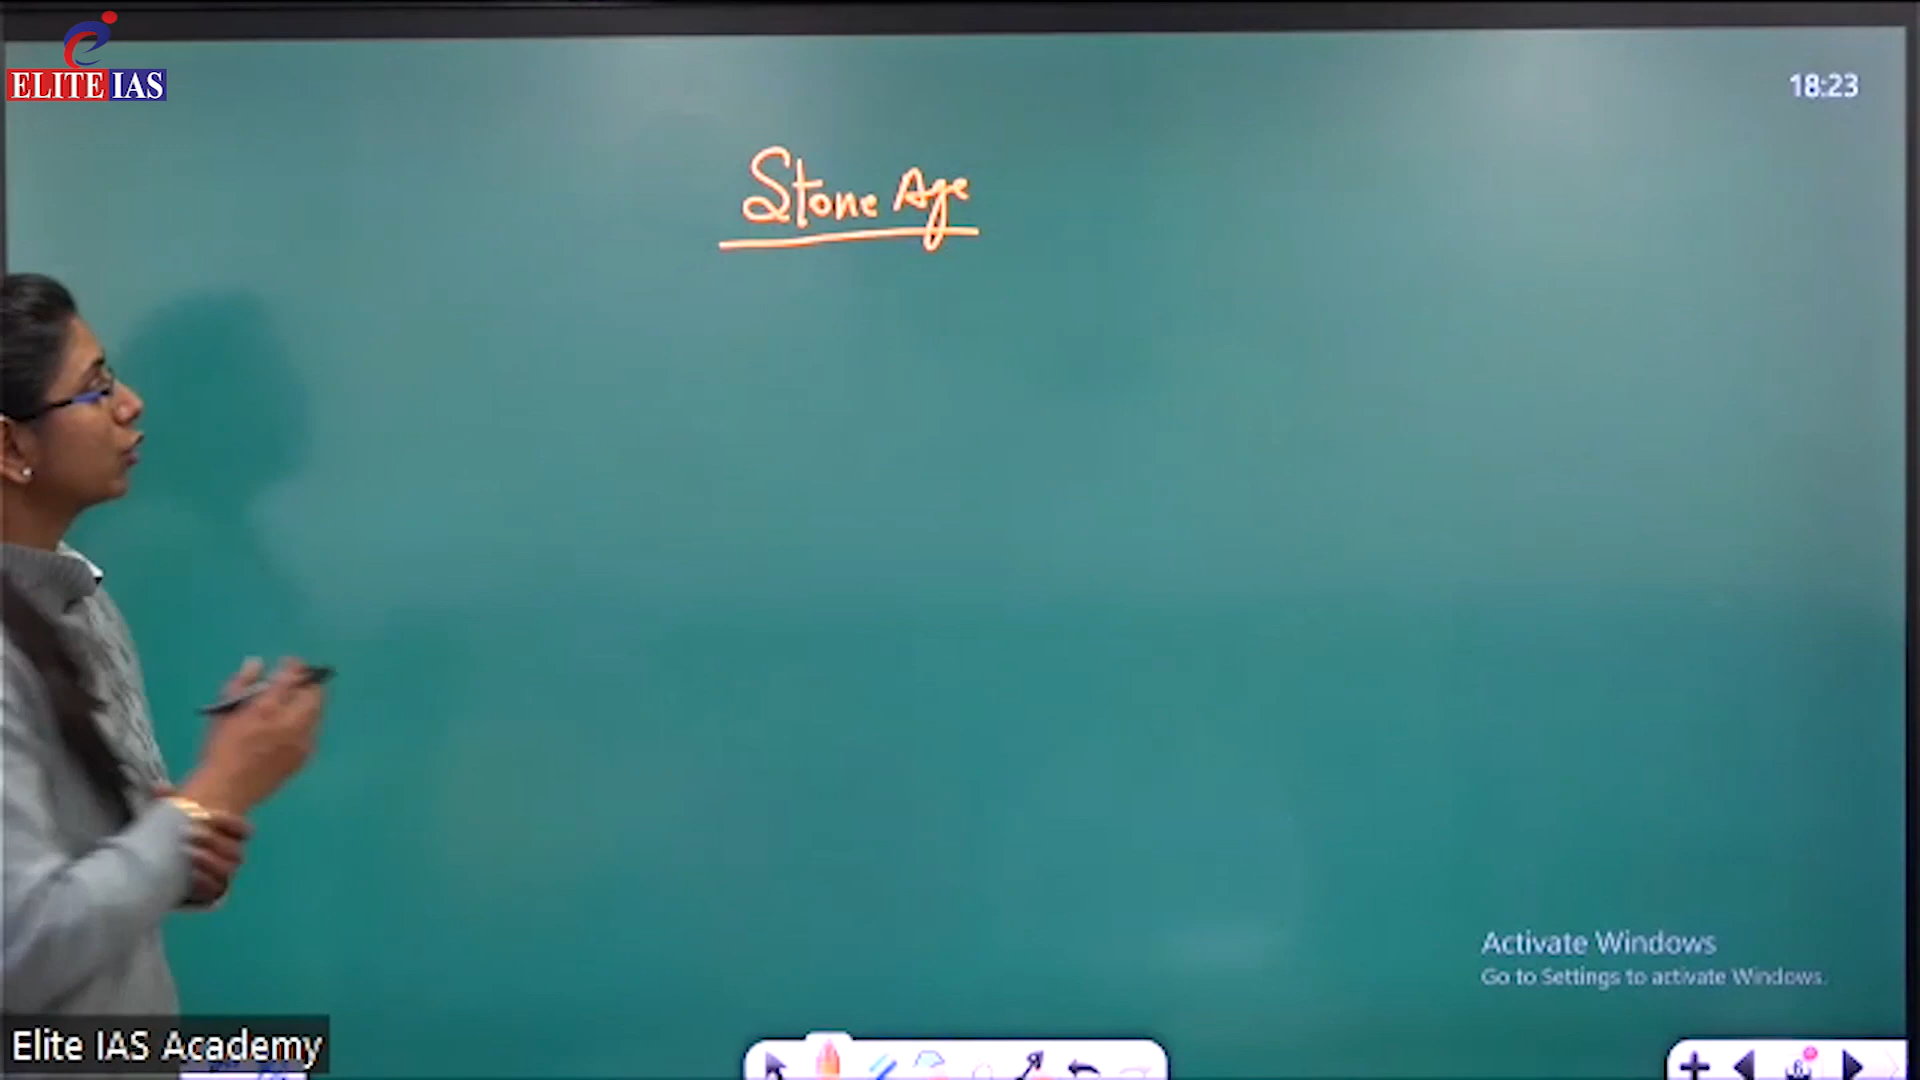 ELITE IAS
18:23
Stone Age
Activate Windows
Go to Settings to activate Windows.
Elite IAS Academy